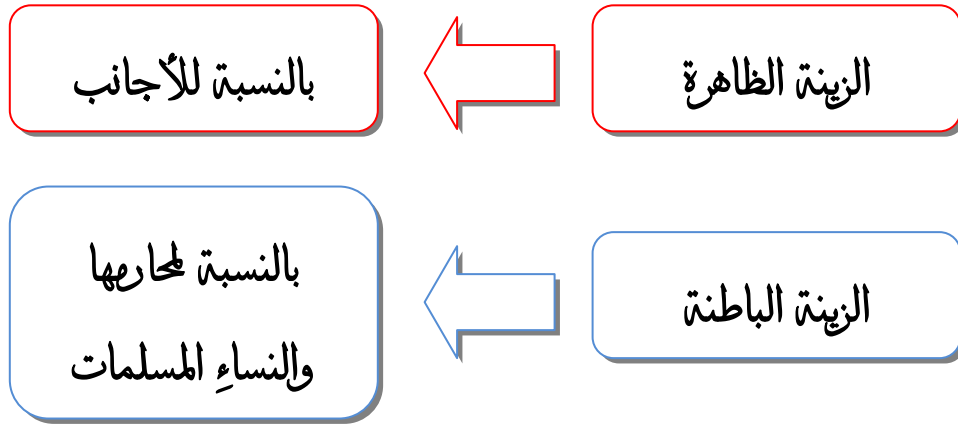 الزينة الظاهرة
بالنسبة للأجانب
الزينة الباطنة
بالنسبة لمحارمها
والنساءِ المسلمات